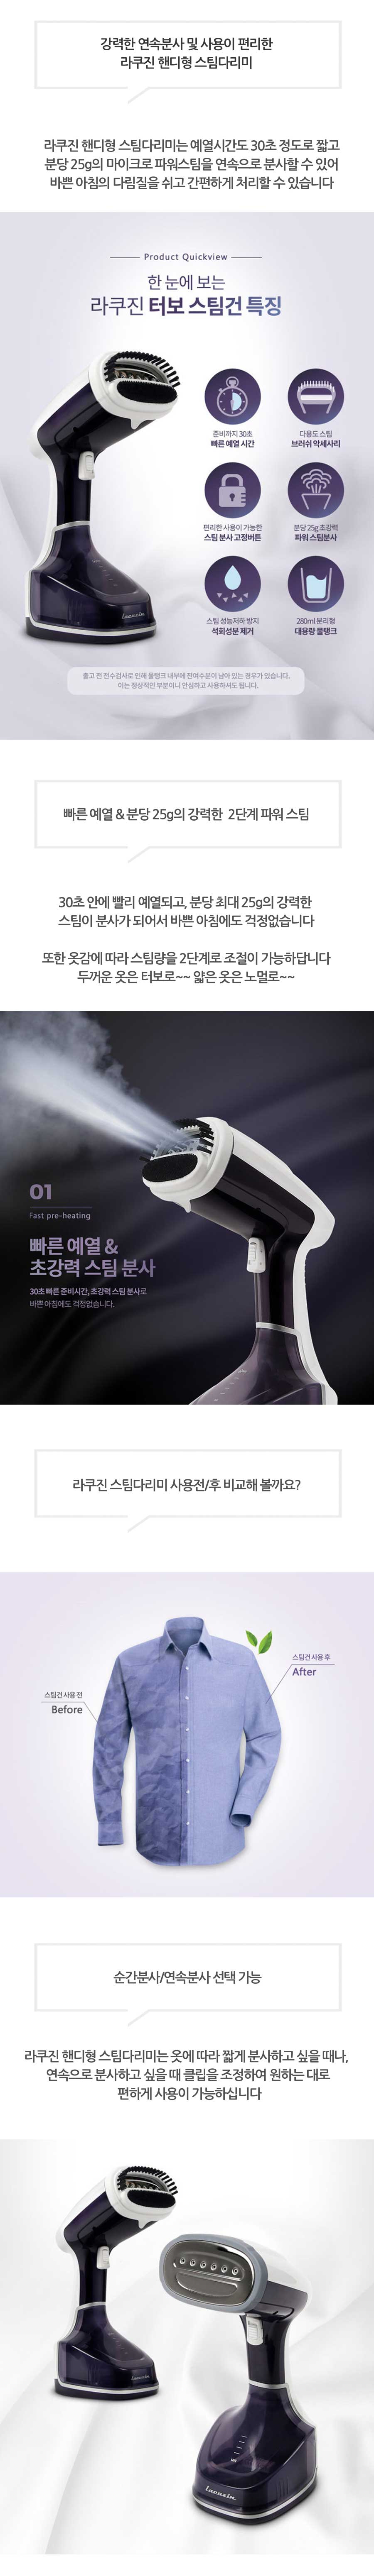 강력한 연속분사 및 사용이 편리한
라쿠진 핸디형 스팀다리미
라쿠진 핸디형 스팀다리미는 예열시간도 30초 정도로 짧고
분당 25g의 마이크로 파워스팀을 연속으로 분사할 수 있어
바쁜 아침의 다림질을 쉬고 간편하게 처리할 수 있습니다
Product Quickview
한 눈에 보는
라쿠진 터보 스팀건 특징
준비까지 30초
빠른 예열 시간
다용도 스팀
브러쉬 악세사리
편리한 사용이 가능한
스팀 분사 고정버튼
분당 25g 초강력
파워 스팀분사
스팀 성능저하 방지
석회성분 제거
280ml 분리형
대용량 물탱크
Lacuzin
출고 전 전수검사로 인해 물탱크 내부에 잔여수분이 남아 있는 경우가 있습니다.
이는 정상적인 부분이니 안심하고 사용하셔도 됩니다.
빠른 예열 & 분당 25g의 강력한 2단계 파워 스팀
30초 안에 빨리 예열되고, 분당 최대 25g의 강력한
스팀이 분사가 되어서 바쁜 아침에도 걱정없습니다
또한 옷감에 따라 스팀량을 2단계로 조절이 가능하답니다
두꺼운 옷은 터보로~~ 얇은 옷은 노멀로~~
01
Fast pre-heating
빠른 예열 &
초강력 스팀 분사
30초 빠른 준비시간, 초강력 스팀 분사로
바쁜 아침에도 걱정없습니다.
라쿠진 스팀다리미 사용전/후 비교해 볼까요?
스팀건 사용 후
After
스팀건 사용 전
Before
순간분사/연속분사 선택 가능
라쿠진 핸디형 스팀다리미는 옷에 따라 짧게 분사하고 싶을 때나,
연속으로 분사하고 싶을 때 클립을 조정하여 원하는 대로
편하게 사용이 가능하십니다
Lacuzin
Lacuzin